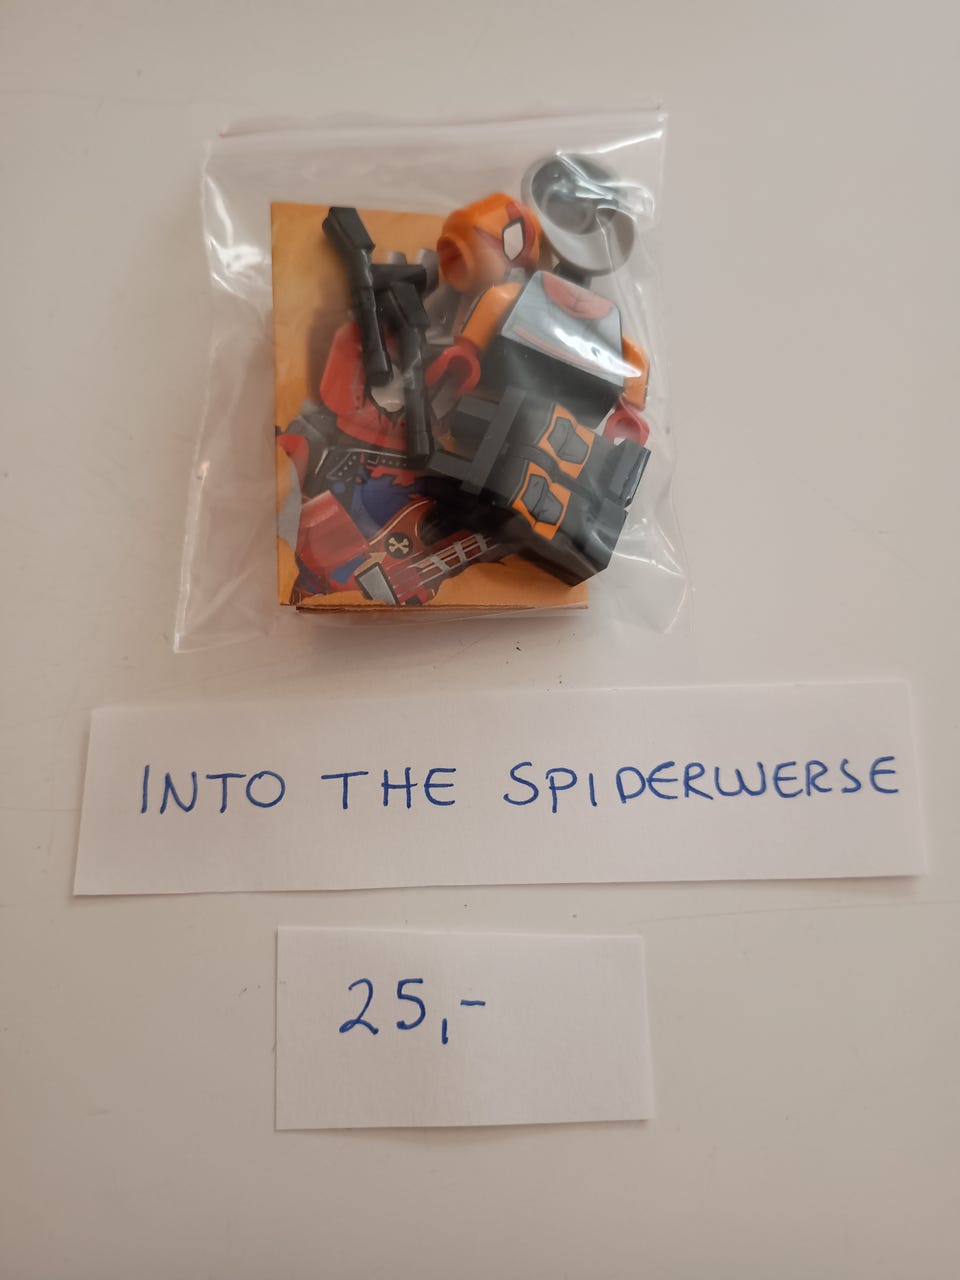 INTO THE SPIDERWERSE
25,-